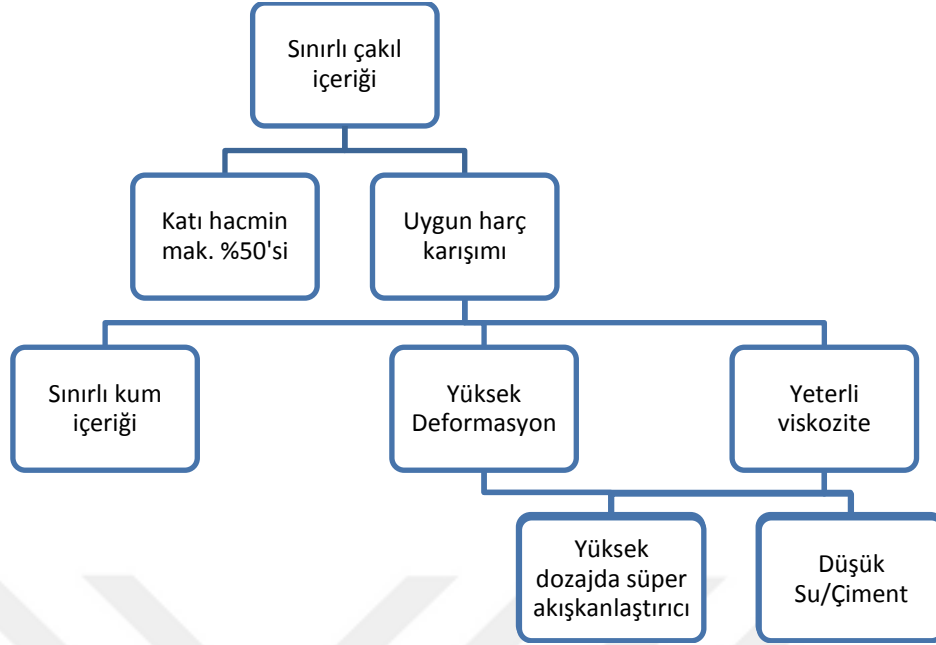 Sınırlı çakıl
içeriği
Katı hacmin
mak. %50'si
Uygun harç
karışımı
Sınırlı kum
içeriği
Yüksek
Deformasyon
Yeterli
viskozite
Yüksek
dozajda süper
akışkanlaştırıcı
Düşük
Su/Çiment